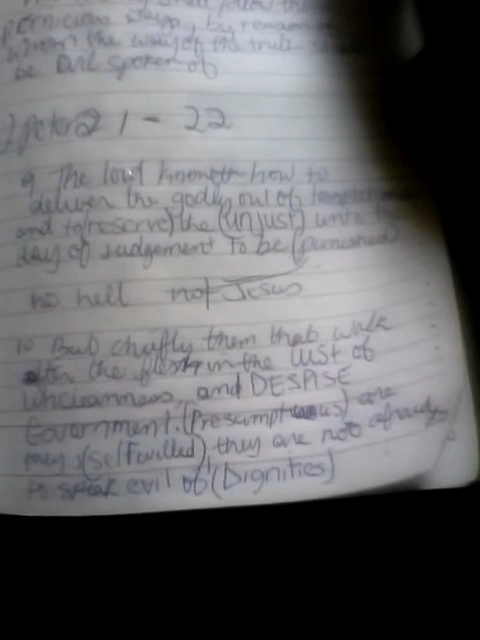 shall follow the
pernicious ways, by reason
whom the way of the truth
be evil spoken of
Peter 2 1 - 22
9 The lord knoweth how to
deliver the godly out of
and to (reserve) the (unjust) unto
day of Judgement to be (punished)
no hell not Jesus
10 But chiefly them that walk
after the flesh in the lust of
uncleanness, and DESPISE
Government. (Presumptuous) are
they, (selfwilled), they are not afraid
to speak evil of (Dignities)